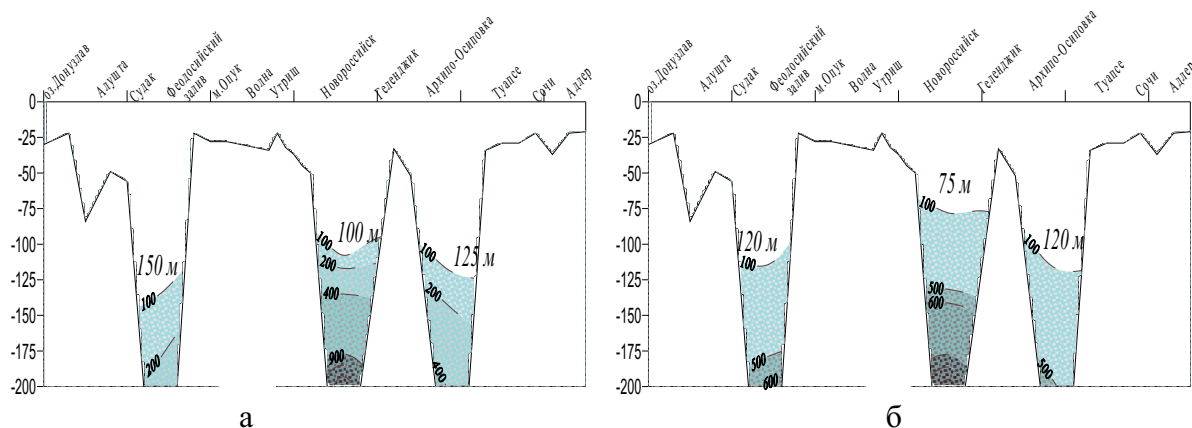 оз.Донузлав
Алушта
Судак
Феодосийский
залив
м.Опук
Волна
Утриш
Новороссийск
Геленджик
Архипо-Осиповка
Туапсе
Сочи
Адлер
0
-25
-50
-75
-100
-125
-150
-175
-200
150 м
100
200
100 м
100
200
400
900
125 м
100
200
400
а
оз.Донузлав
Алушта
Судак
Феодосийский
залив
м.Опук
Волна
Утриш
Новороссийск
Геленджик
Архипо-Осиповка
Туапсе
Сочи
Адлер
0
-25
-50
-75
-100
-125
-150
-175
-200
120 м
100
500
600
75 м
100
500
600
120 м
100
500
б